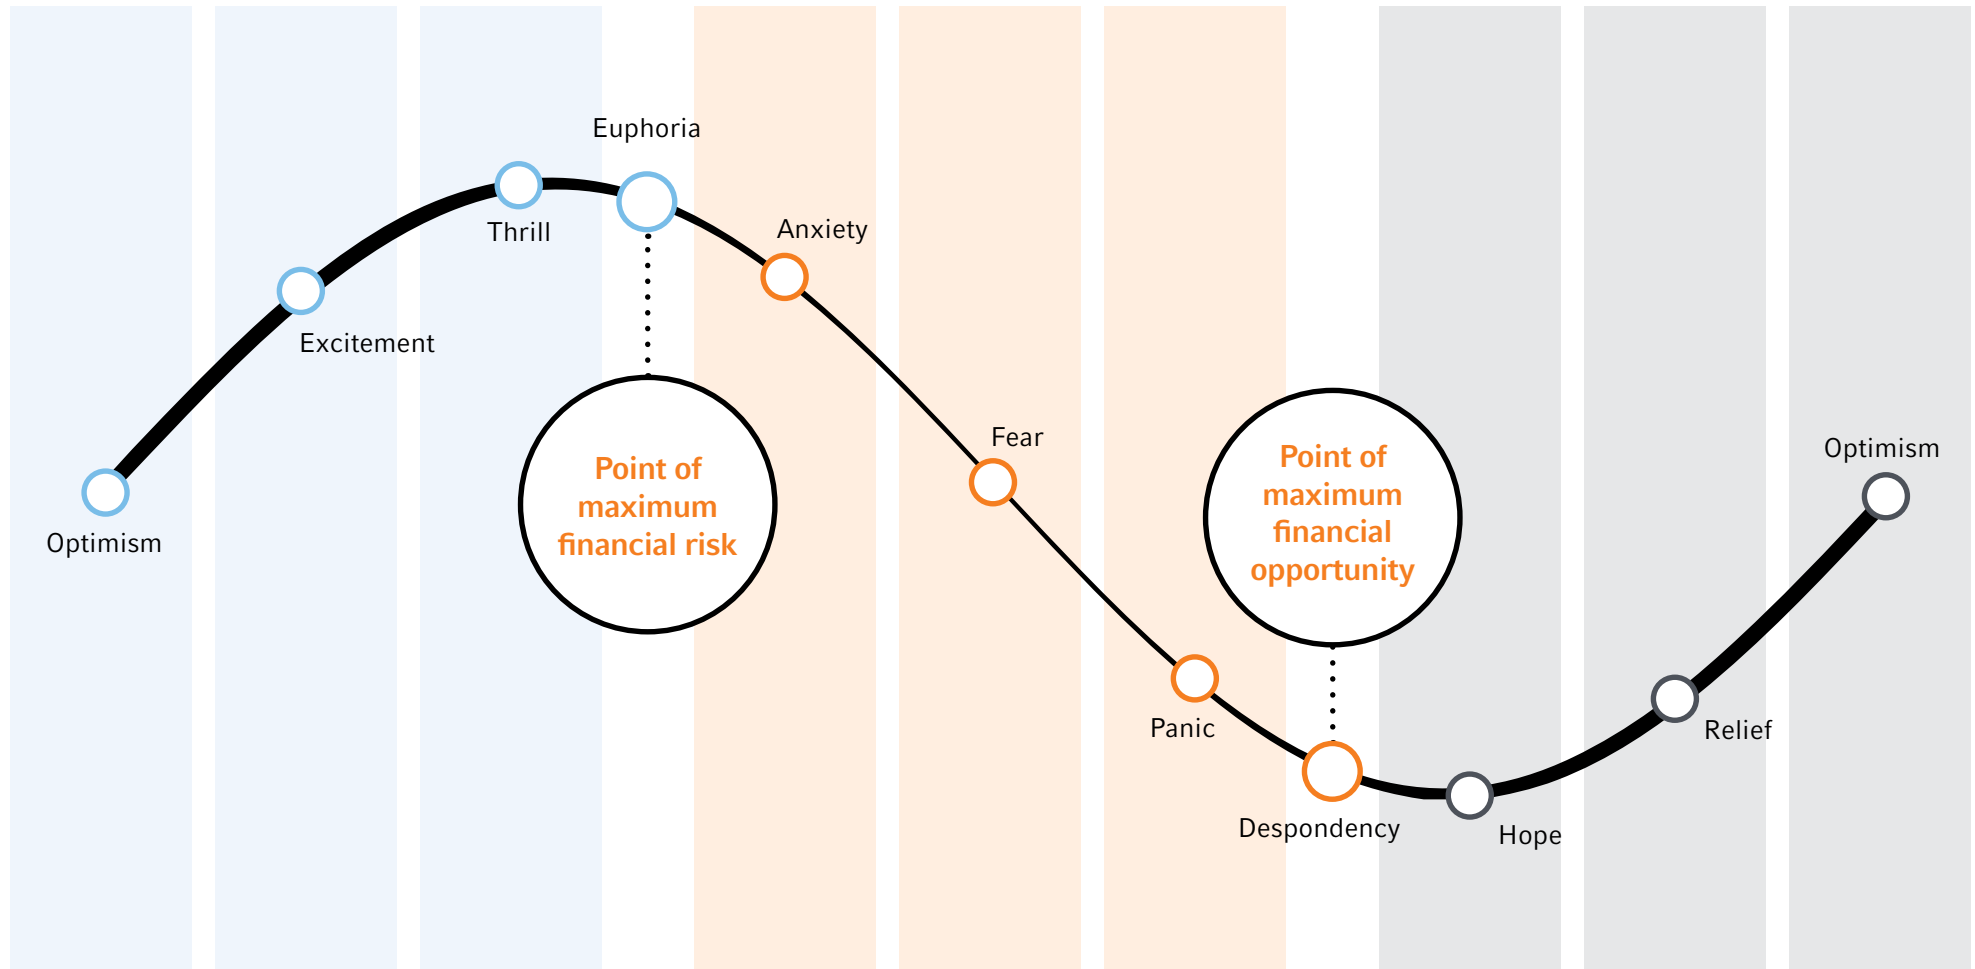 Optimism
Excitement
Thrill
Euphoria
Point of
maximum
financial risk
Anxiety
Fear
Panic
Point of
maximum
financial
opportunity
Despondency
Hope
Relief
Optimism